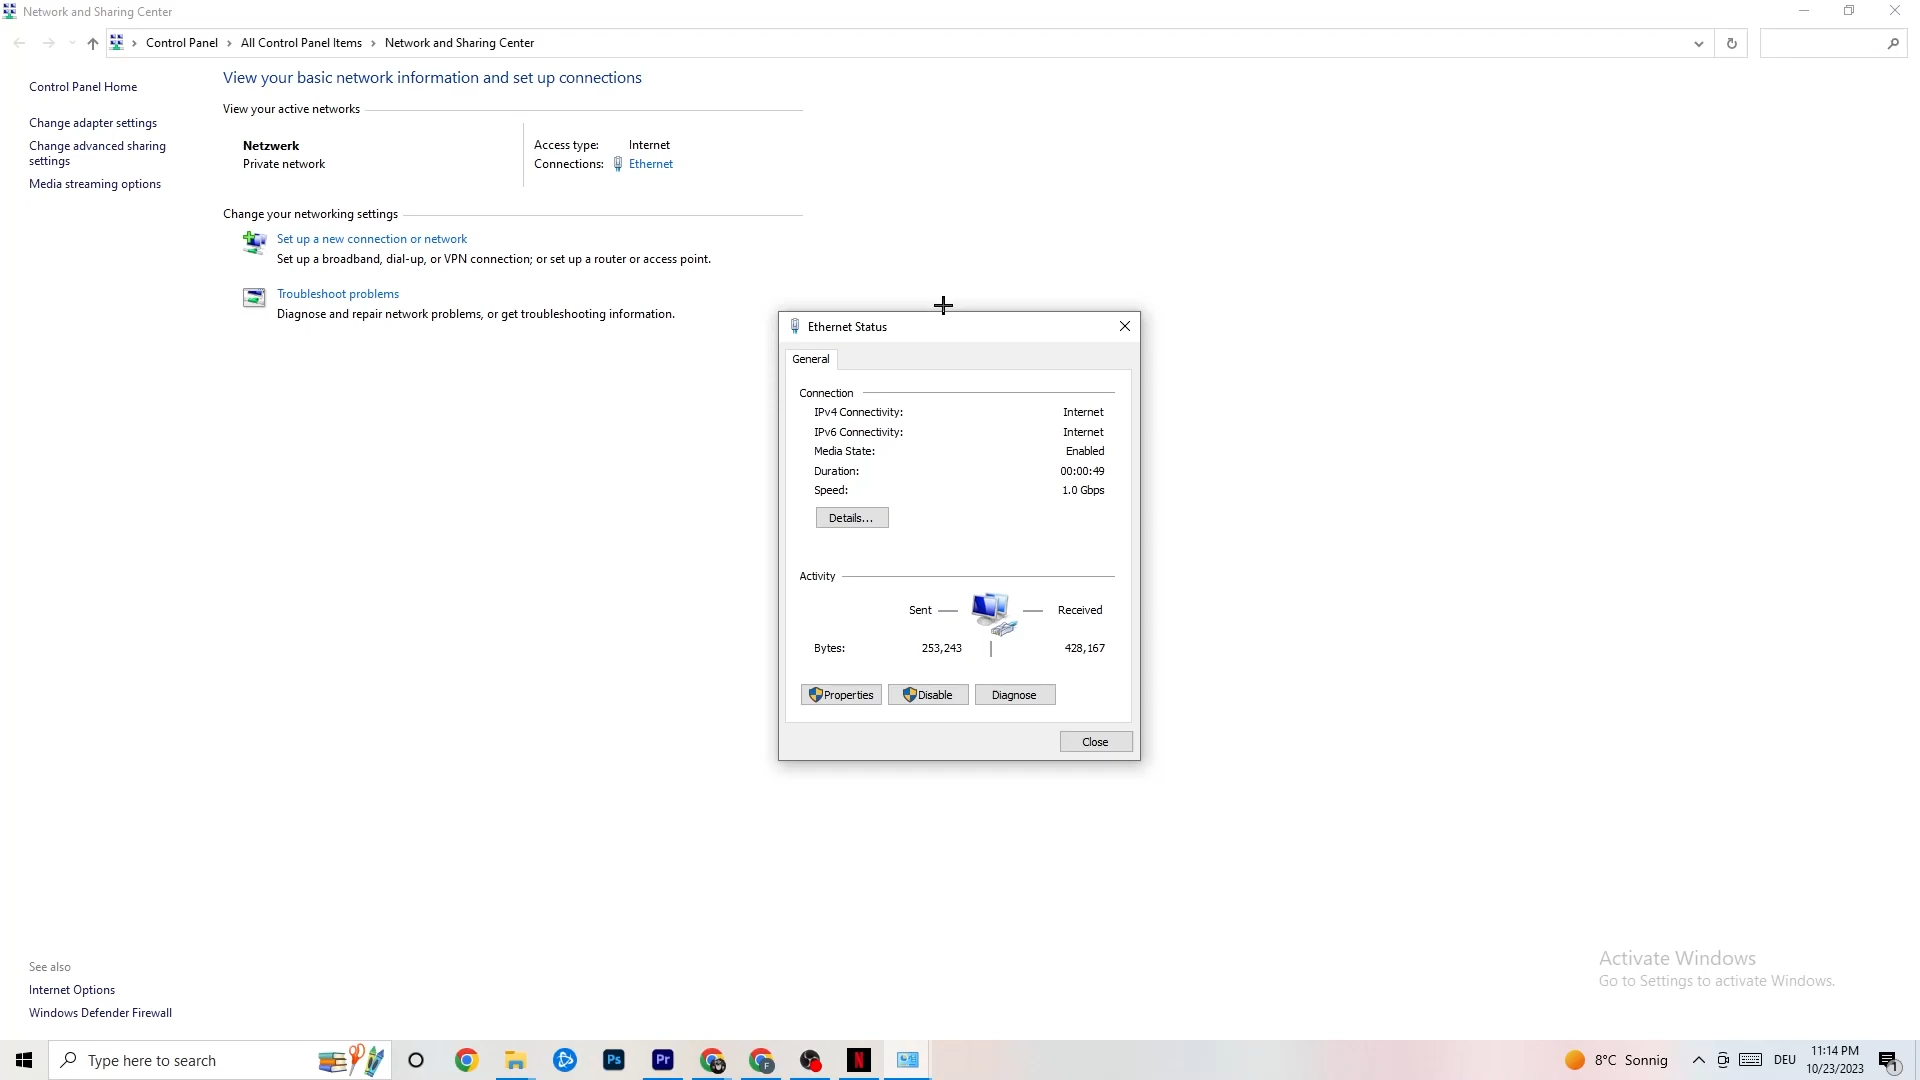 Network and Sharing Center
Control Panel
All Control Panel Items
Network and Sharing Center
Control Panel Home
Change adapter settings
Change advanced sharing
settings
Media streaming options
View your basic network information and set up connections
View your active networks
Netzwerk
Private network
Access type: Internet
Connections: Ethernet
Change your networking settings
Set up a new connection or network
Set up a broadband, dial-up, or VPN connection; or set up a router or access point.
Troubleshoot problems
Diagnose and repair network problems, or get troubleshooting information.
Ethernet Status
General
Connection
IPv4 Connectivity: Internet
IPv6 Connectivity: Internet
Media State: Enabled
Duration: 00:00:49
Speed: 1.0 Gbps
Details...
Activity
Sent Received
Bytes: 253,243 428,167
Properties Disable Diagnose
Close
See also
Internet Options
Windows Defender Firewall
Activate Windows
Go to Settings to activate Windows.
Type here to search
Ps
Pr
F
N
8°C Sonnig
DEU
11:14 PM
10/23/2023
1